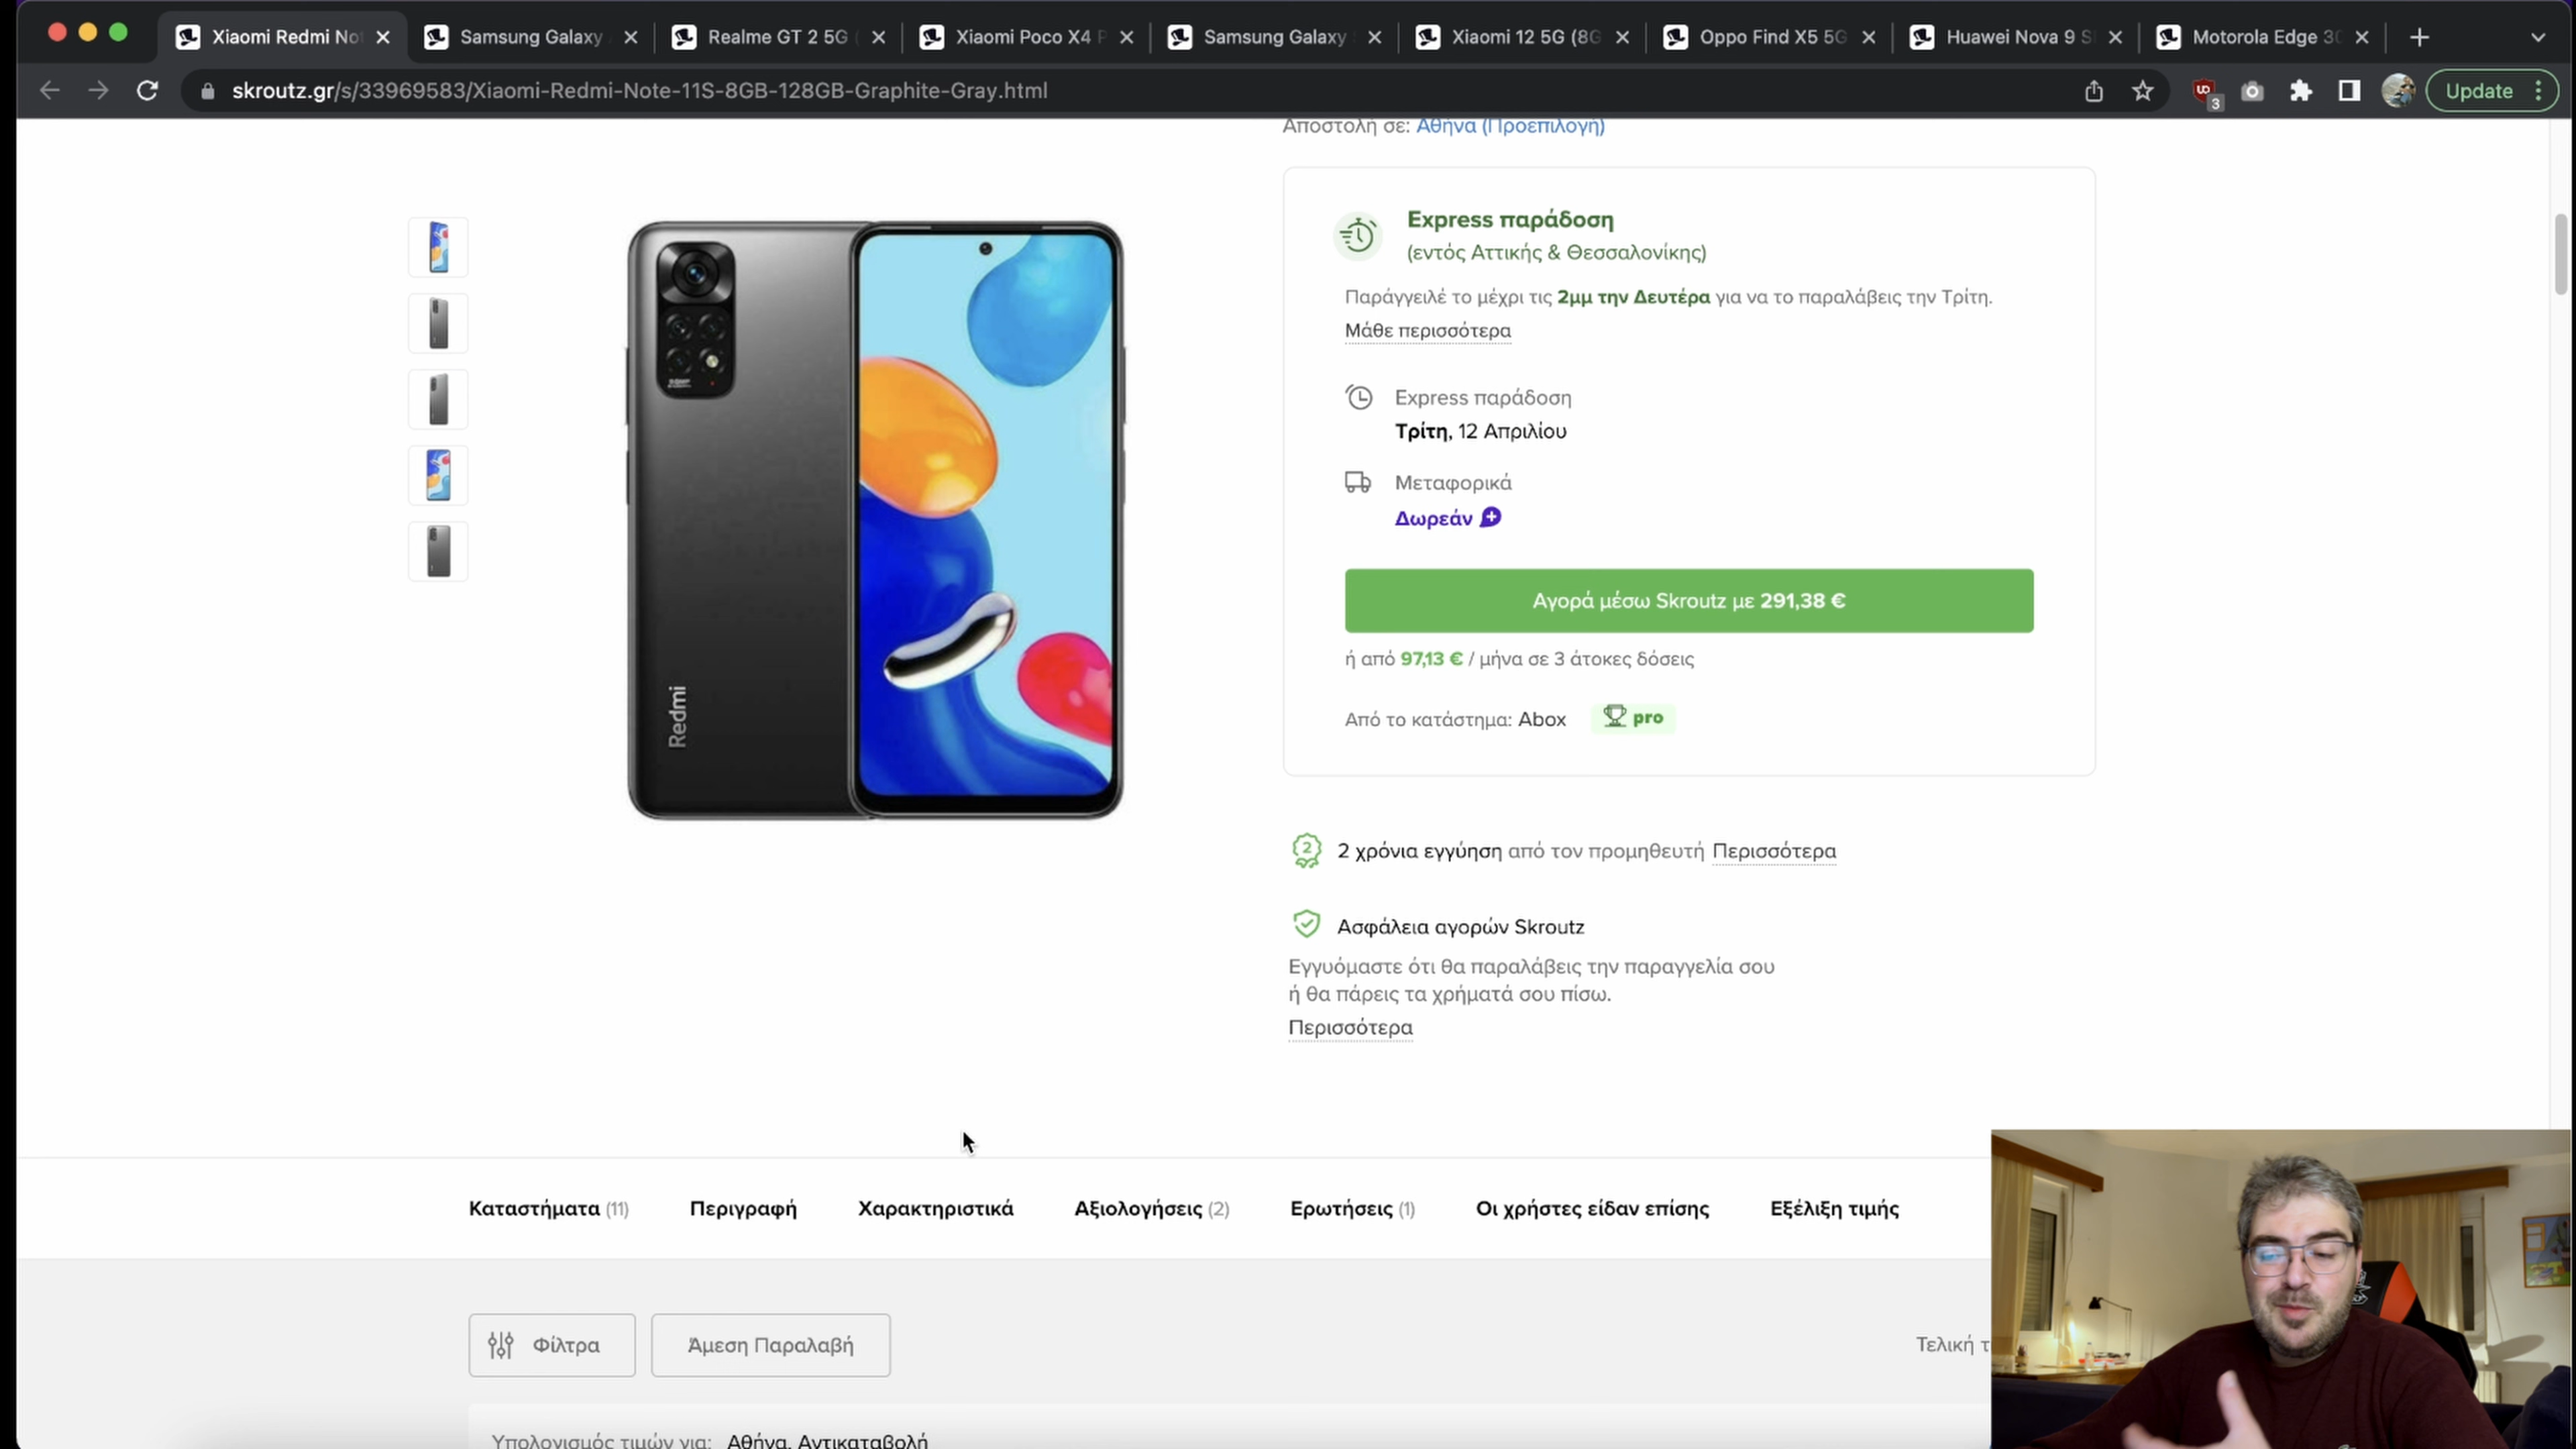 Xiaomi Redmi No
Samsung Galaxy
Realme GT 2 5G
Xiaomi Poco X4 P
Samsung Galaxy
Xiaomi 12 5G (8G
Oppo Find X5 5G
Huawei Nova 9 S
Motorola Edge 30
skroutz.gr/s/33969583/Xiaomi-Redmi-Note-11S-8GB-128GB-Graphite-Gray.html
3
Update
Αποστολή σε: Αθήνα (Προεπιλογή)
Express παράδοση
(εντός Αττικής & Θεσσαλονίκης)
Παράγγειλέ το μέχρι τις 2μμ την Δευτέρα για να το παραλάβεις την Τρίτη.
Μάθε περισσότερα
Express παράδοση
Τρίτη, 12 Απριλίου
Μεταφορικά
Δωρεάν
Αγορά μέσω Skroutz με 291,38 €
ή από 97,13 € / μήνα σε 3 άτοκες δόσεις
Από το κατάστημα: Abox pro
Redmi
2 2 χρόνια εγγύηση από τον προμηθευτή Περισσότερα
Ασφάλεια αγορών Skroutz
Εγγυόμαστε ότι θα παραλάβεις την παραγγελία σου
ή θα πάρεις τα χρήματά σου πίσω.
Περισσότερα
Καταστήματα (11) Περιγραφή Χαρακτηριστικά Αξιολογήσεις (2) Ερωτήσεις (1) Οι χρήστες είδαν επίσης Εξέλιξη τιμής
Φίλτρα
Άμεση Παραλαβή
Τελική τ
Υπολογισμός τιμών για: Αθήνα, Αντικαταβολή